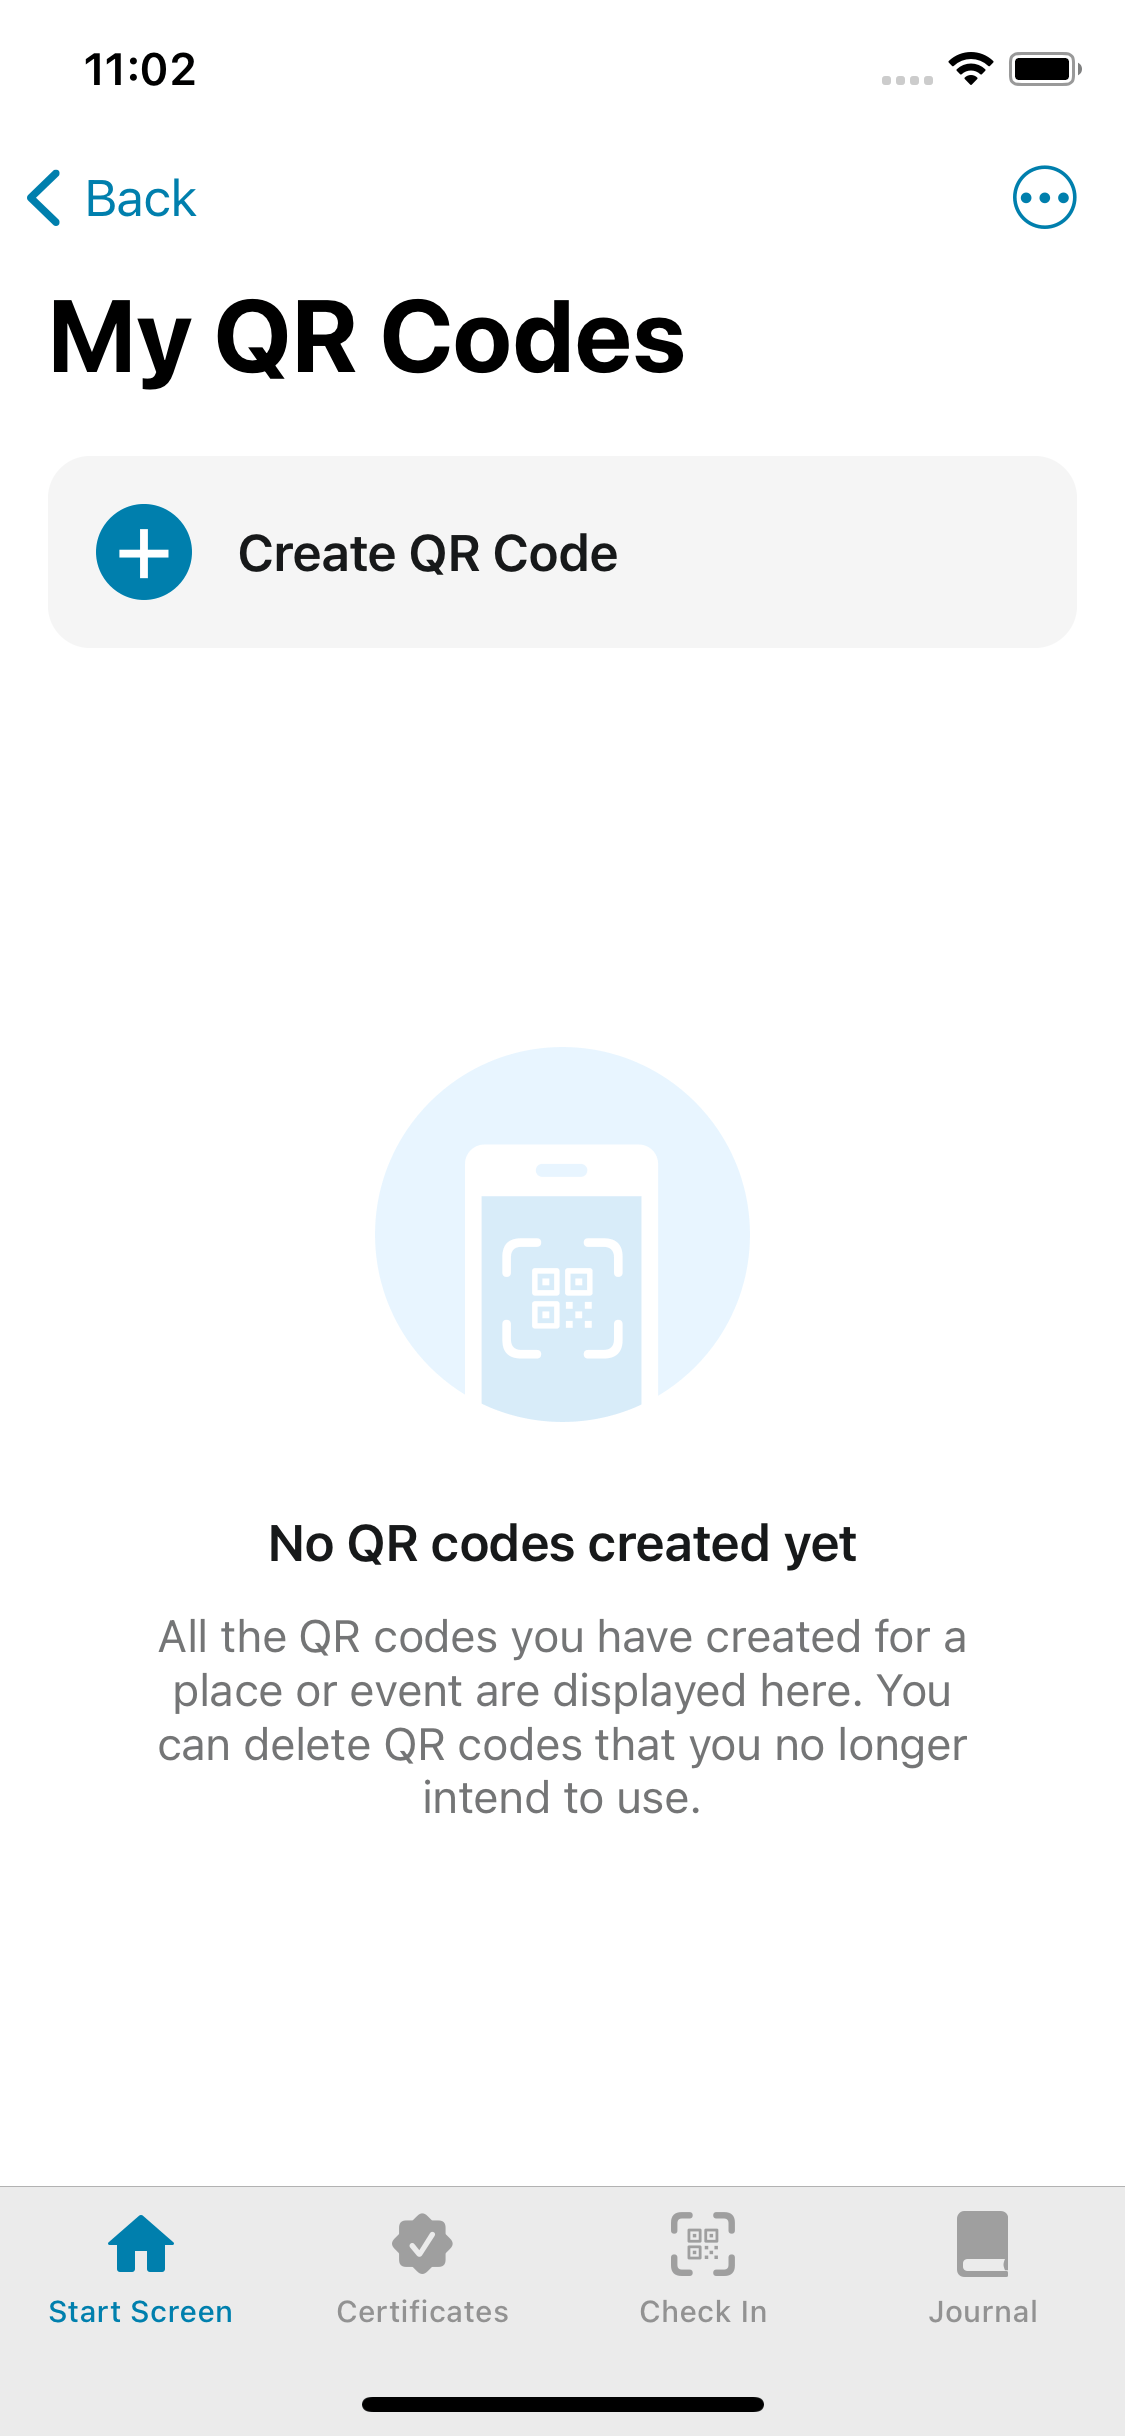 11:02
Back
My QR Codes
Create QR Code
No QR codes created yet
All the QR codes you have created for a
place or event are displayed here. You
can delete QR codes that you no longer
intend to use.
Start Screen
Certificates
Check In
Journal